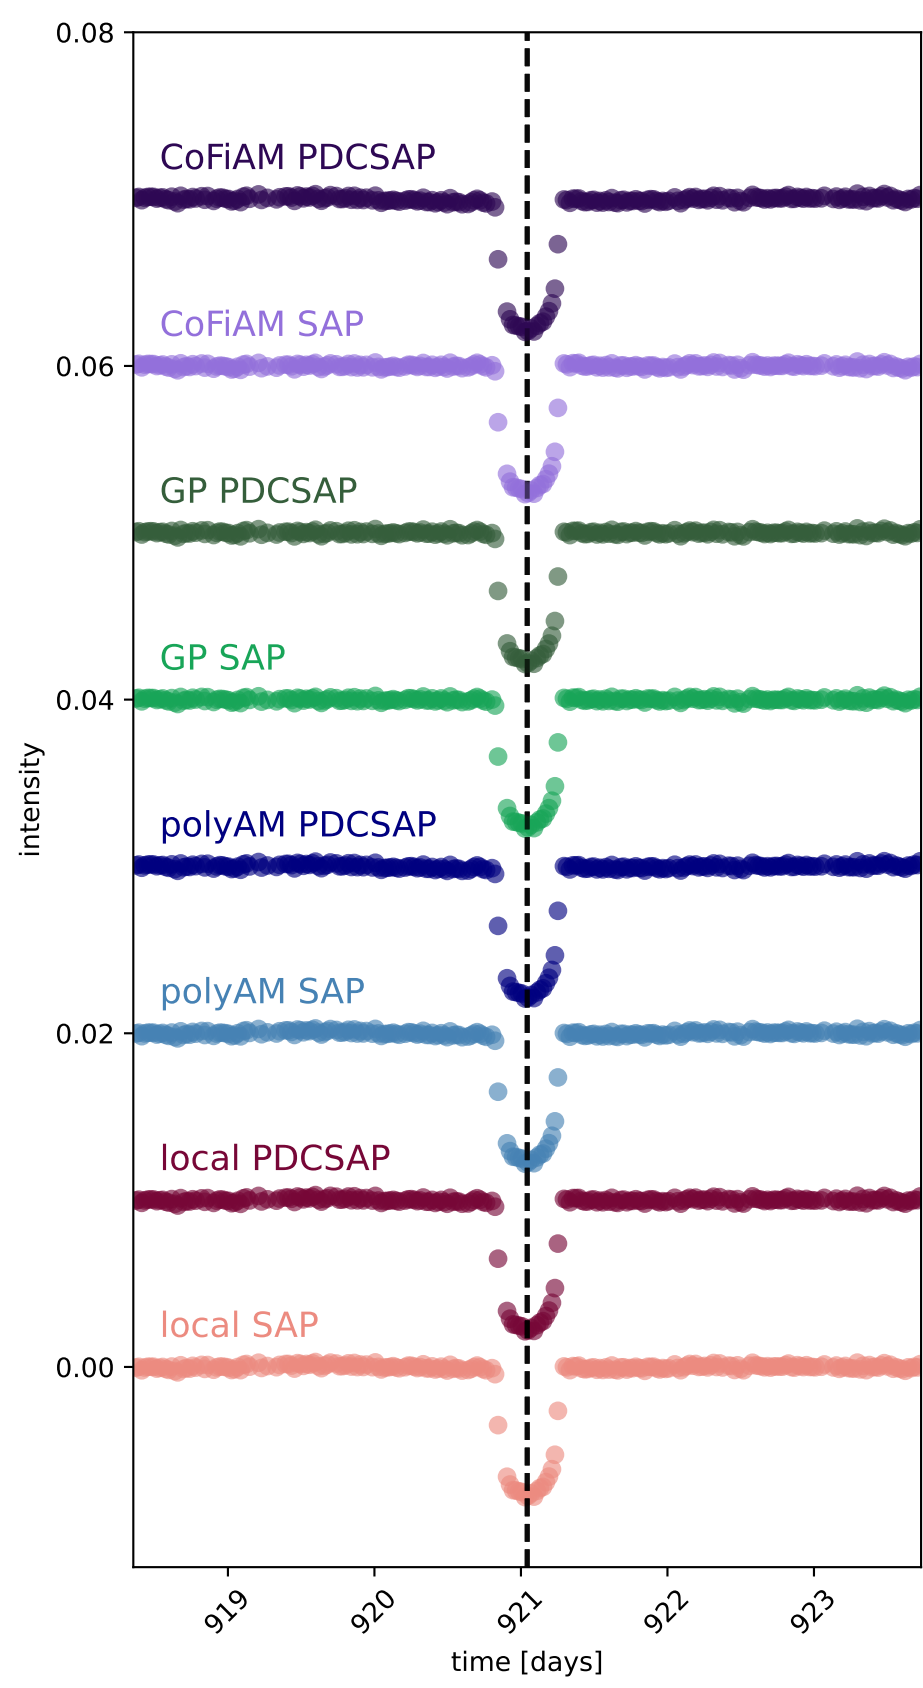 0.08
CoFiAM PDCSAP
CoFiAM SAP
0.06
GP PDCSAP
GP SAP
0.04
intensity
polyAM PDCSAP
polyAM SAP
0.02
local PDCSAP
local SAP
0.00
919 920 921 922 923
time [days]